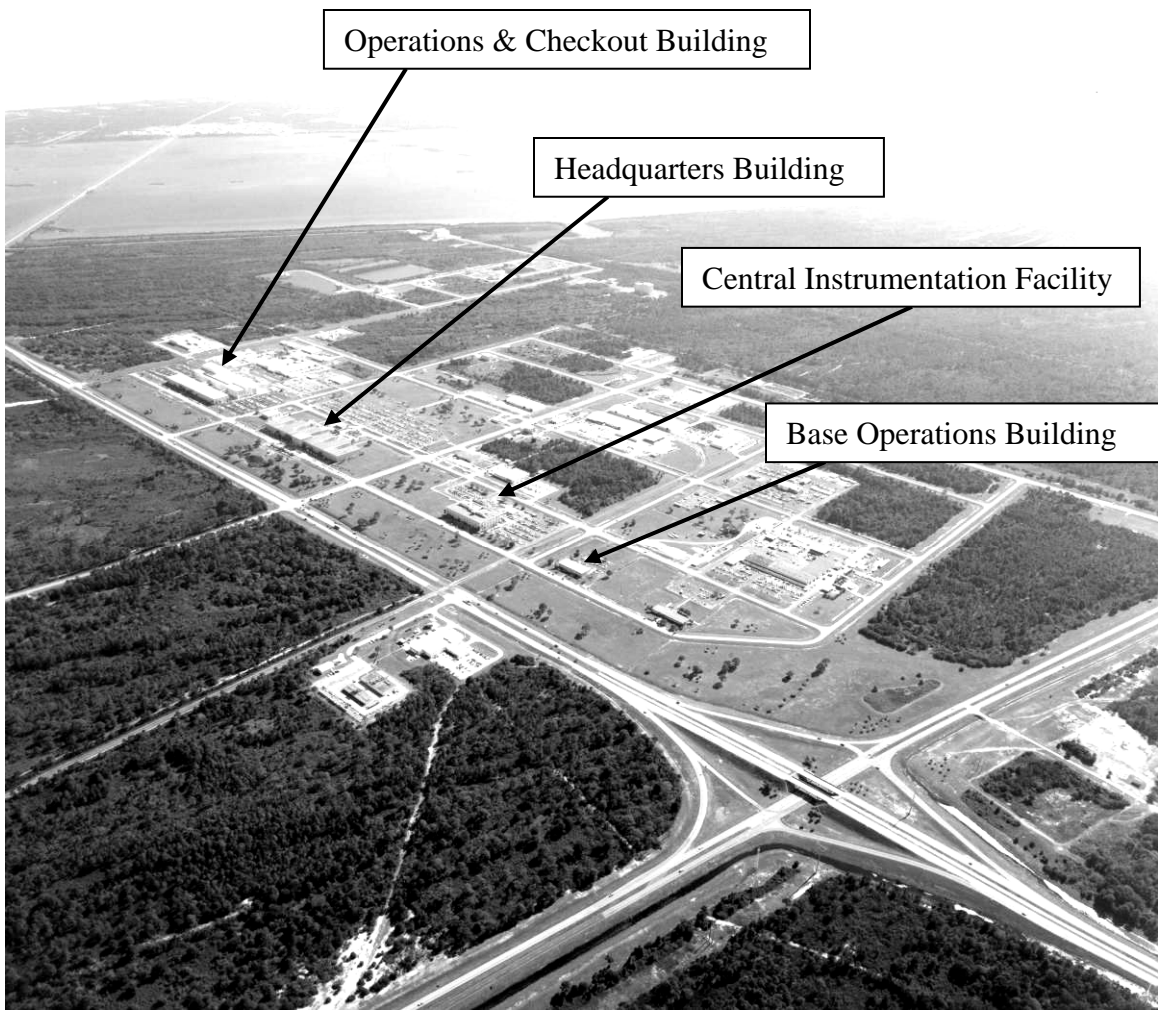 Operations & Checkout Building
Headquarters Building
Central Instrumentation Facility
Base Operations Building